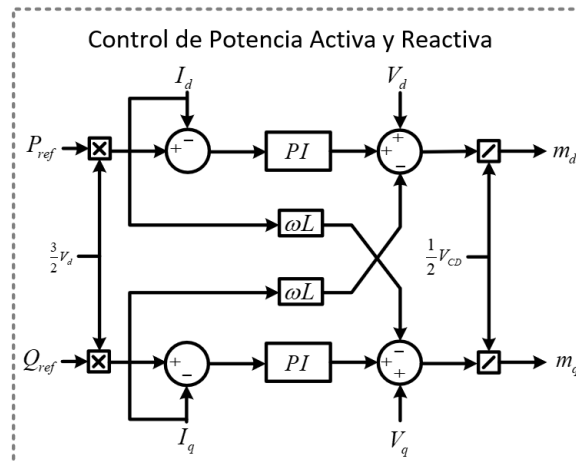 Control de Potencia Activa y Reactiva
I_d
V_d
P_ref
×
+
−
PI
+
+
−
m_d
ωL
3/2 V_d
1/2 V_CD
ωL
Q_ref
×
+
−
PI
+
−
+
m_q
I_q
V_q